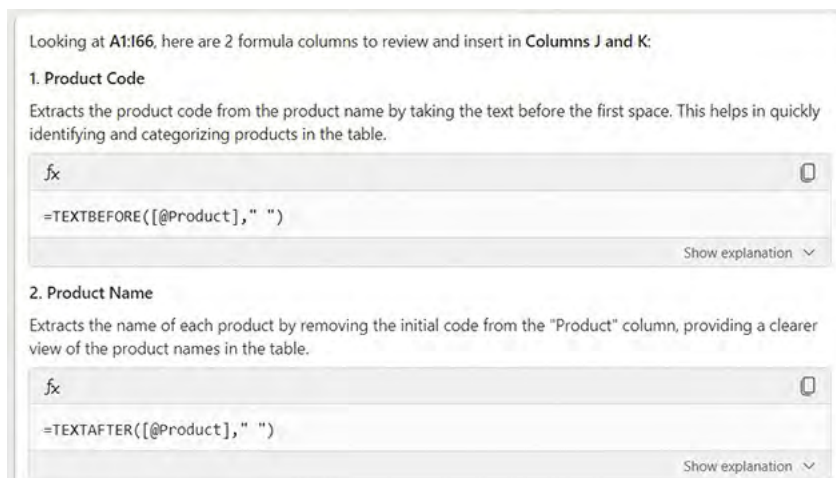 Looking at A1:I66, here are 2 formula columns to review and insert in Columns J and K:
1. Product Code
Extracts the product code from the product name by taking the text before the first space. This helps in quickly
identifying and categorizing products in the table.
fx
=TEXTBEFORE([@Product]," ")
Show explanation
2. Product Name
Extracts the name of each product by removing the initial code from the "Product" column, providing a clearer
view of the product names in the table.
fx
=TEXTAFTER([@Product]," ")
Show explanation